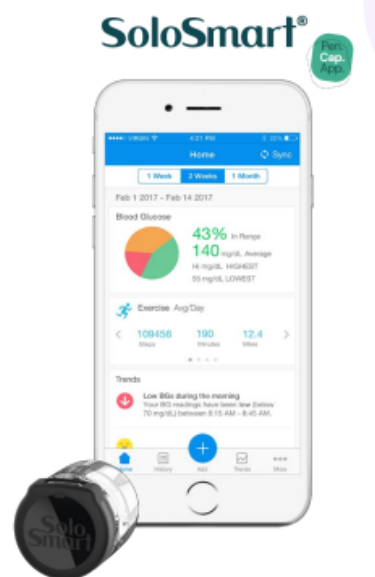 SoloSmart®
Pen.
Cap.
App.
VIRGIN 4:21 PM 22%
Home Sync
1 Week 2 Weeks 1 Month
Feb 1 2017 - Feb 14 2017
Blood Glucose
43% In Range
140 mg/dL Average
Hi mg/dL HIGHEST
55 mg/dL LOWEST
Exercise Avg/Day
109456 190 12.4
Steps Minutes Miles
Trends
Low BGs during the morning
Your BG readings have been low (below
70 mg/dL) between 8:15 AM - 8:45 AM.
Home History Add Trends More
Solo
Smart